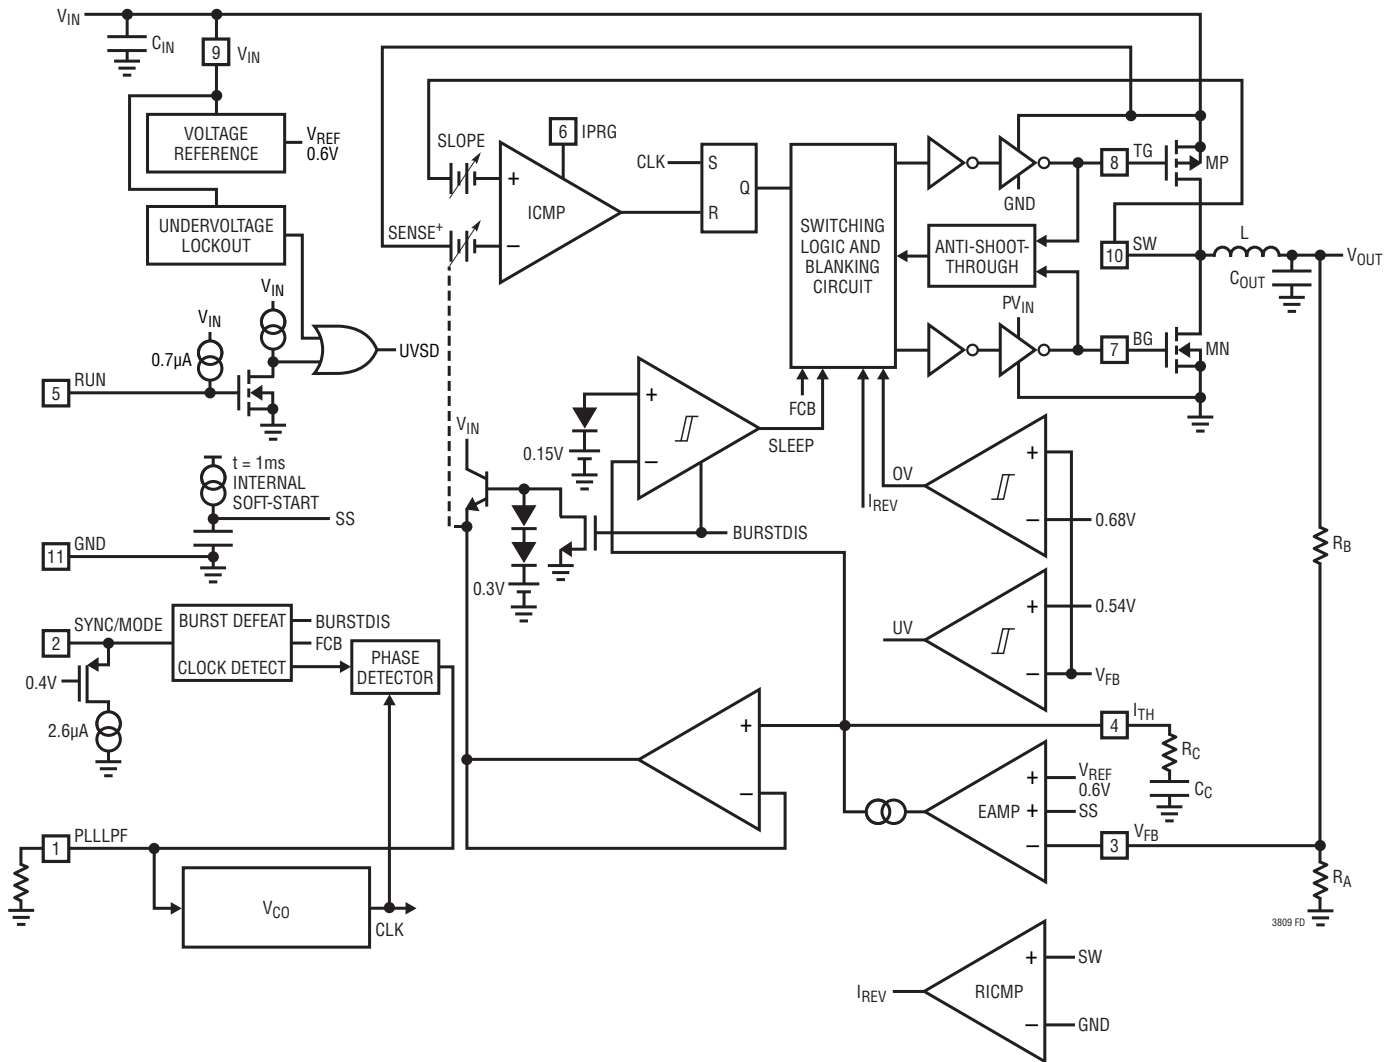 VIN
CIN
9
VIN
VOLTAGE
REFERENCE
VREF
0.6V
UNDERVOLTAGE
LOCKOUT
VIN
VIN
0.7µA
UVSD
5
RUN
t = 1ms
INTERNAL
SOFT-START
SS
11
GND
2
SYNC/MODE
BURST DEFEAT
CLOCK DETECT
BURSTDIS
FCB
PHASE
DETECTOR
0.4V
2.6µA
1
PLLLPF
VCO
CLK
SLOPE
+
SENSE+
–
ICMP
6
IPRG
CLK
S
R
Q
SWITCHING
LOGIC AND
BLANKING
CIRCUIT
GND
ANTI-SHOOT-
THROUGH
PVIN
8
TG
MP
10
SW
L
VOUT
COUT
7
BG
MN
FCB
SLEEP
IREV
OV
+
–
0.15V
VIN
0.3V
BURSTDIS
+
–
0.68V
UV
+
0.54V
–
VFB
RB
+
–
4
ITH
RC
CC
EAMP
+
VREF
0.6V
+
SS
–
3
VFB
RA
3809 FD
IREV
RICMP
+
SW
–
GND